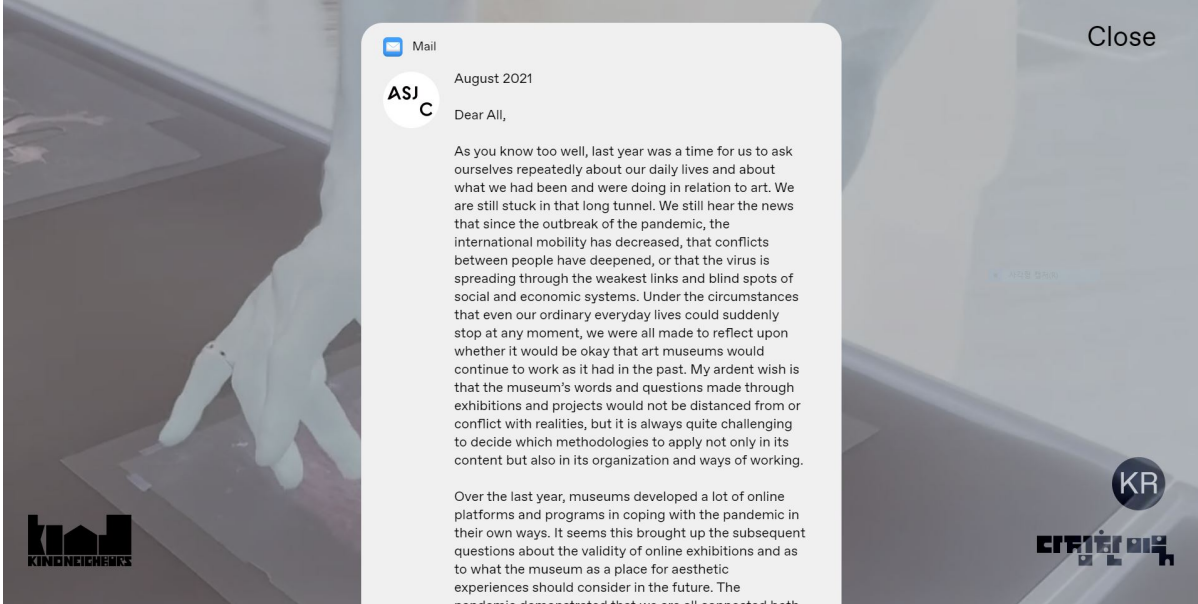 Mail
Close
August 2021
ASJ
C
Dear All,
As you know too well, last year was a time for us to ask
ourselves repeatedly about our daily lives and about
what we had been and were doing in relation to art. We
are still stuck in that long tunnel. We still hear the news
that since the outbreak of the pandemic, the
international mobility has decreased, that conflicts
between people have deepened, or that the virus is
spreading through the weakest links and blind spots of
social and economic systems. Under the circumstances
that even our ordinary everyday lives could suddenly
stop at any moment, we were all made to reflect upon
whether it would be okay that art museums would
continue to work as it had in the past. My ardent wish is
that the museum’s words and questions made through
exhibitions and projects would not be distanced from or
conflict with realities, but it is always quite challenging
to decide which methodologies to apply not only in its
content but also in its organization and ways of working.
KR
Over the last year, museums developed a lot of online
platforms and programs in coping with the pandemic in
their own ways. It seems this brought up the subsequent
questions about the validity of online exhibitions and as
to what the museum as a place for aesthetic
experiences should consider in the future. The
pandemic demonstrated that we are all connected both